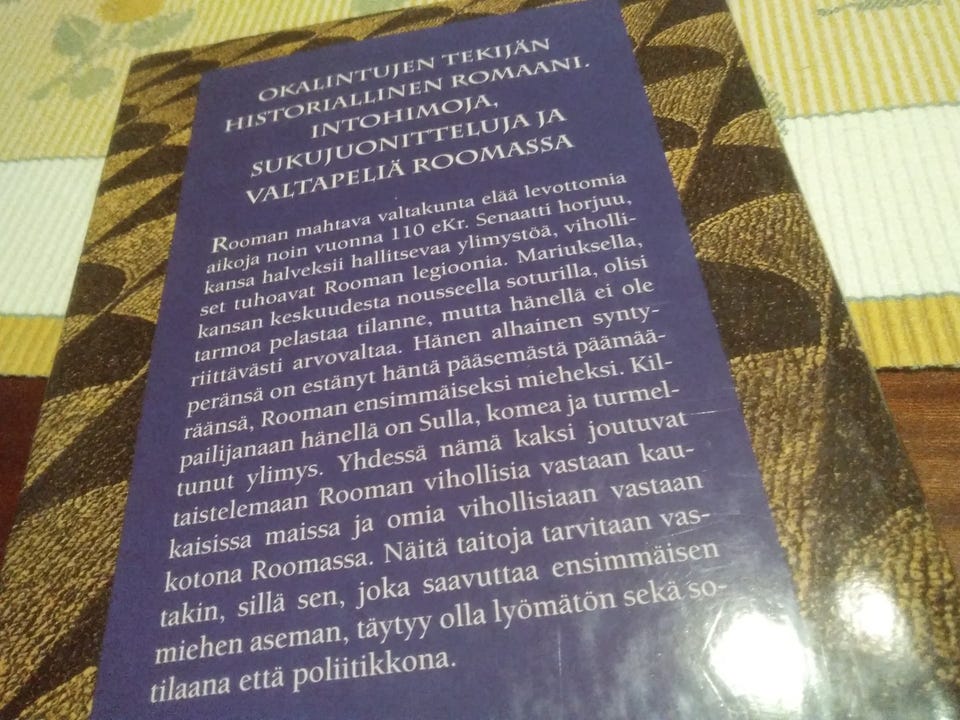 OKALINTUJEN TEKIJÄN
HISTORIALLINEN ROMAANI.
INTOHIMOJA,
SUKUJUONITTELUJA JA
VALTAPELIÄ ROOMASSA
Rooman mahtava valtakunta elää levottomia
aikoja noin vuonna 110 eKr. Senaatti horjuu,
kansa halveksii hallitsevaa ylimystöä, viholli-
set tuhoavat Rooman legioonia. Mariuksella,
kansan keskuudesta nousseella soturilla, olisi
tarmoa pelastaa tilanne, mutta hänellä ei ole
riittävästi arvovaltaa. Hänen alhainen synty-
peränsä on estänyt häntä pääsemästä päämää-
räänsä, Rooman ensimmäiseksi mieheksi. Kil-
pailijanaan hänellä on Sulla, komea ja turmel-
tunut ylimys. Yhdessä nämä kaksi joutuvat
taistelemaan Rooman vihollisia vastaan kau-
kaisissa maissa ja omia vihollisiaan vastaan
kotona Roomassa. Näitä taitoja tarvitaan vas-
takin, sillä sen, joka saavuttaa ensimmäisen
miehen aseman, täytyy olla lyömätön sekä so-
tilaana että poliitikkona.